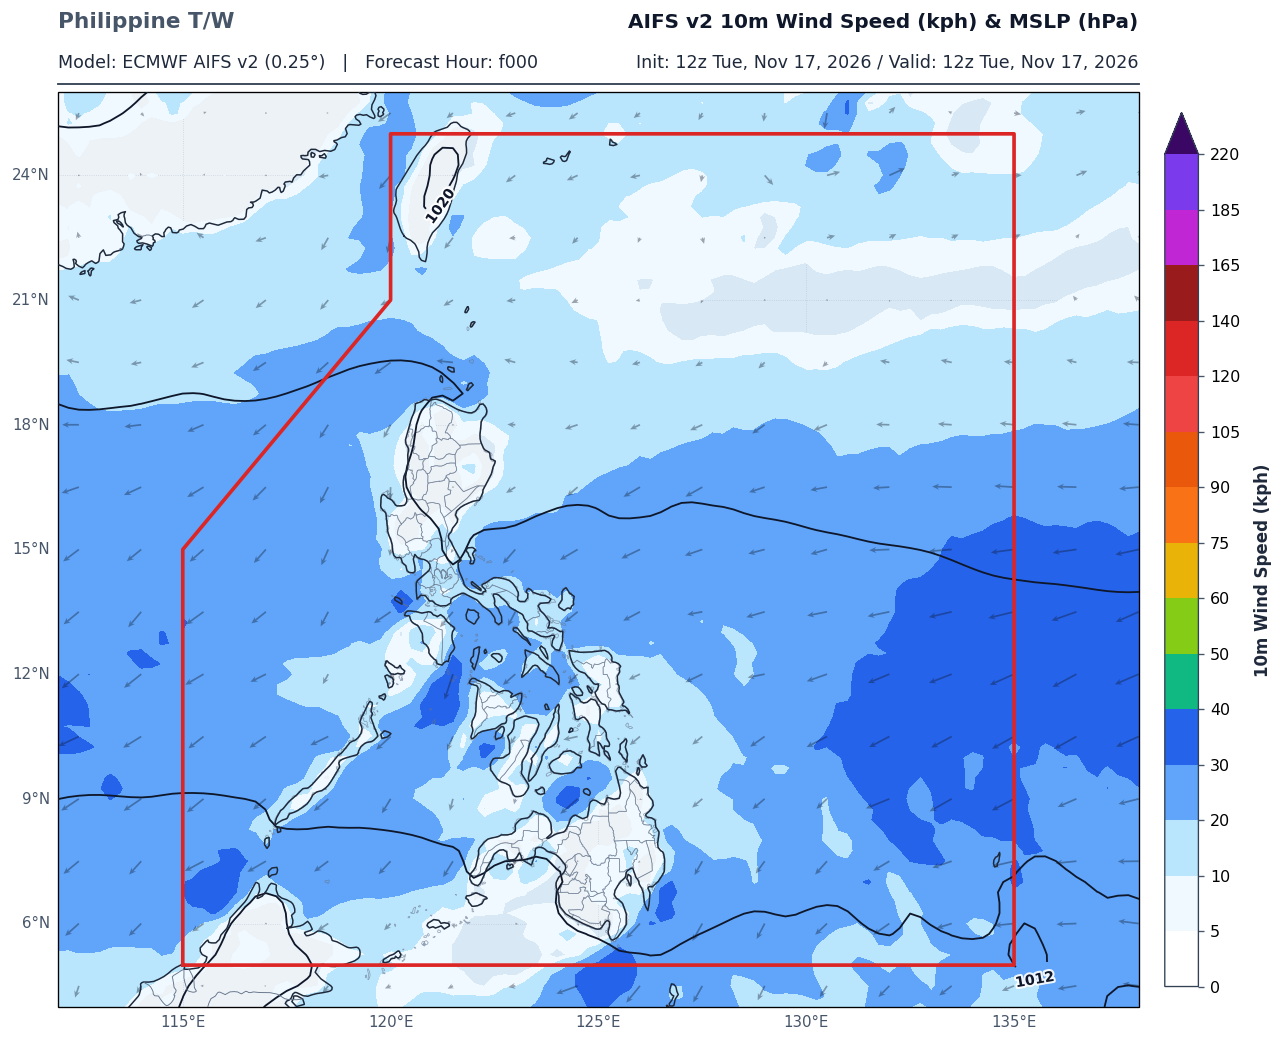 Philippine T/W
AIFS v2 10m Wind Speed (kph) & MSLP (hPa)
Model: ECMWF AIFS v2 (0.25°) | Forecast Hour: f000
Init: 12z Tue, Nov 17, 2026 / Valid: 12z Tue, Nov 17, 2026
24°N
21°N
18°N
15°N
12°N
9°N
6°N
1020
1012
115°E
120°E
125°E
130°E
135°E
220
185
165
140
120
105
90
75
60
50
40
30
20
10
5
0
10m Wind Speed (kph)